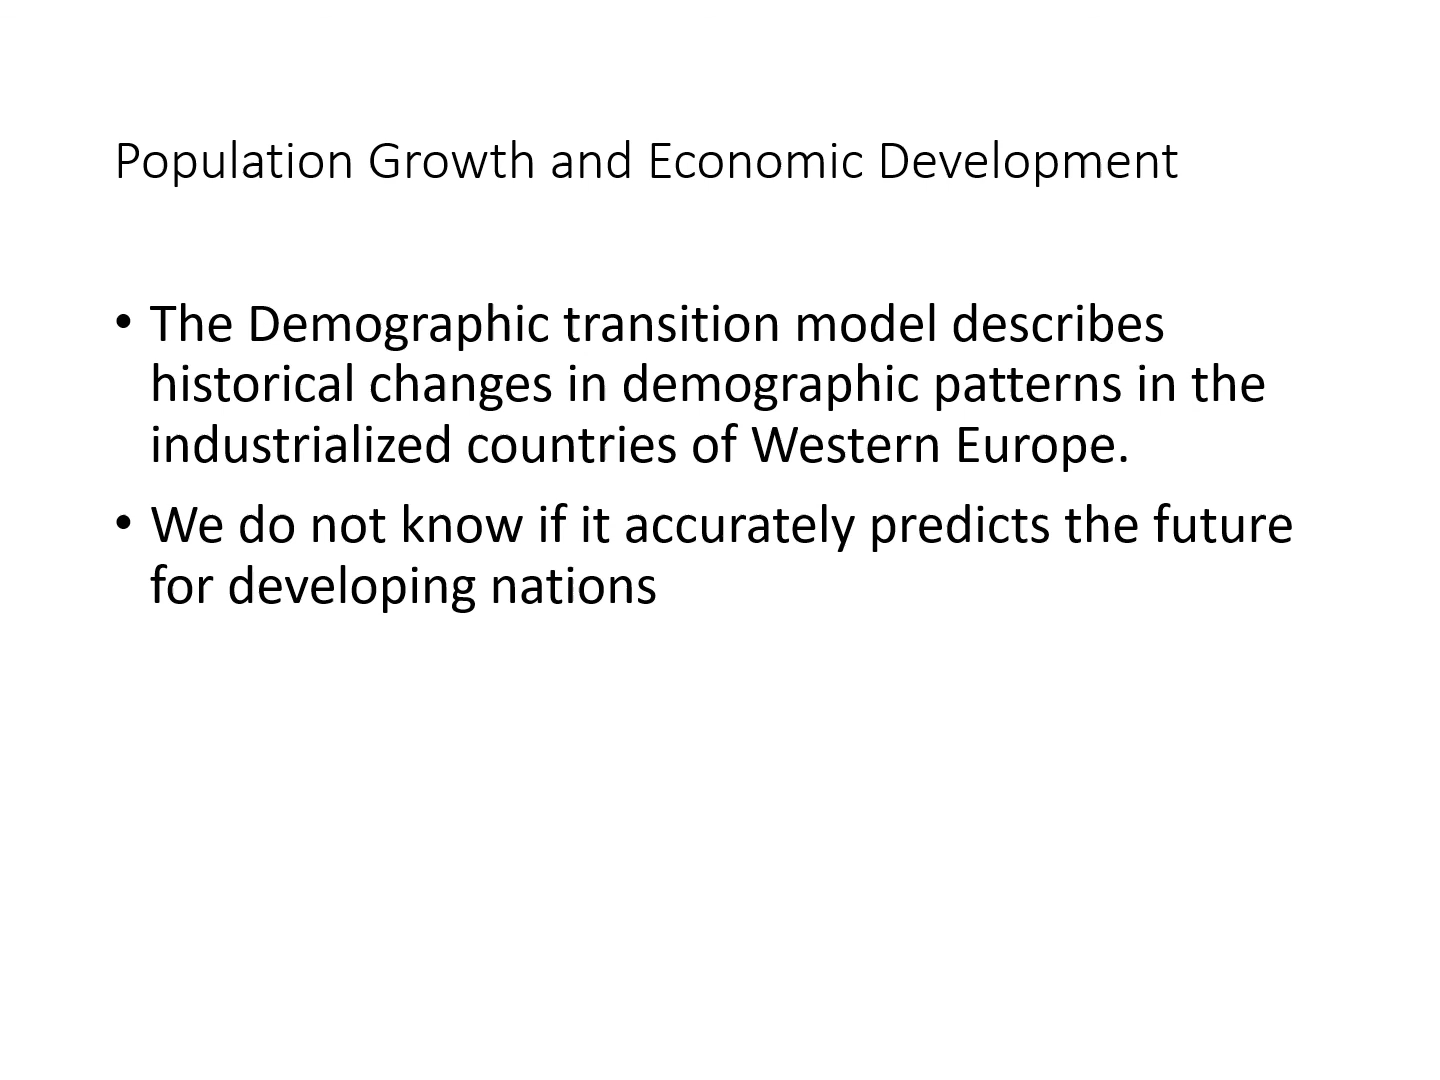 Population Growth and Economic Development
• The Demographic transition model describes
historical changes in demographic patterns in the
industrialized countries of Western Europe.
• We do not know if it accurately predicts the future
for developing nations